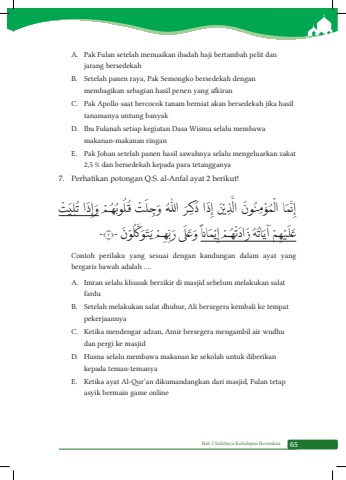 A. Pak Fulan setelah menuaikan ibadah haji bertambah pelit dan
jarang bersedekah
B. Setelah panen raya, Pak Semongko bersedekah dengan
membagikan sebagian hasil penen yang afkiran
C. Pak Apollo saat bercocok tanam berniat akan bersedekah jika hasil
tanamanya untung banyak
D. Ibu Fulanah setiap kegiatan Dasa Wisma selalu membawa
makanan-makanan ringan
E. Pak Johan setelah panen hasil sawahnya selalu mengeluarkan zakat
2,5 % dan bersedekah kepada para tetangganya
7. Perhatikan potongan Q.S. al-Anfal ayat 2 berikut!
اِنَّمَا الْمُؤْمِنُوْنَ الَّذِيْنَ اِذَا ذُكِرَ اللّٰهُ وَجِلَتْ قُلُوْبُهُمْ وَاِذَا تُلِيَتْ
عَلَيْهِمْ آيَاتُهُ زَادَتْهُمْ اِيْمَاناً وَعَلَى رَبِّهِمْ يَتَوَكَّلُوْنَ -﴿٢﴾-
Contoh perilaku yang sesuai dengan kandungan dalam ayat yang
bergaris bawah adalah ....
A. Imran selalu khusuk berzikir di masjid sebelum melakukan salat
fardu
B. Setelah melakukan salat dhuhur, Ali bersegera kembali ke tempat
pekerjaannya
C. Ketika mendengar adzan, Amir bersegera mengambil air wudhu
dan pergi ke masjid
D. Husna selalu membawa makanan ke sekolah untuk diberikan
kepada teman-temanya
E. Ketika ayat Al-Qur'an dikumandangkan dari masjid, Fulan tetap
asyik bermain game online
Bab 2 Indahnya Kehidupan Bermakna 65